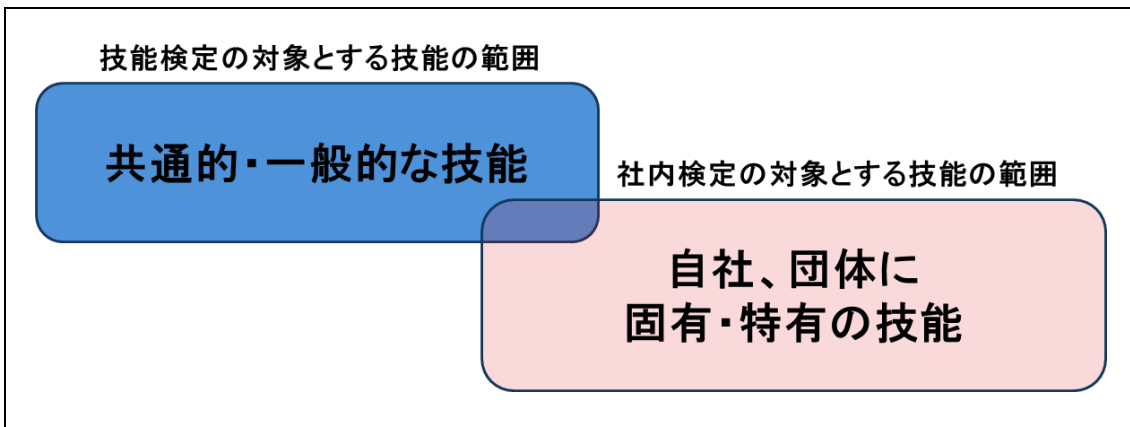 技能検定の対象とする技能の範囲
共通的・一般的な技能
社内検定の対象とする技能の範囲
自社、団体に
固有・特有の技能